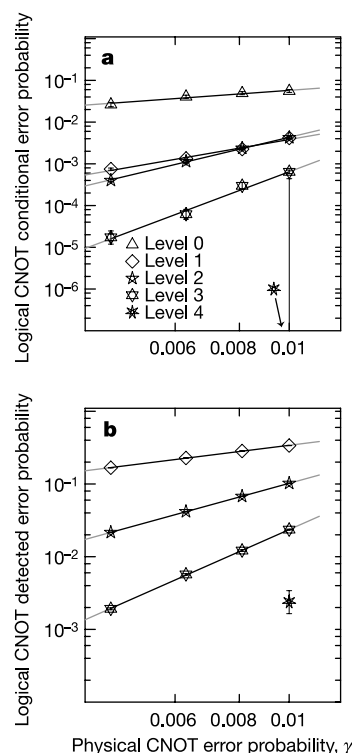 a
Logical CNOT conditional error probability
10⁻¹
10⁻²
10⁻³
10⁻⁴
10⁻⁵
10⁻⁶
Level 0
Level 1
Level 2
Level 3
Level 4
0.006
0.008
0.01
b
Logical CNOT detected error probability
10⁻¹
10⁻²
10⁻³
0.006
0.008
0.01
Physical CNOT error probability, γ